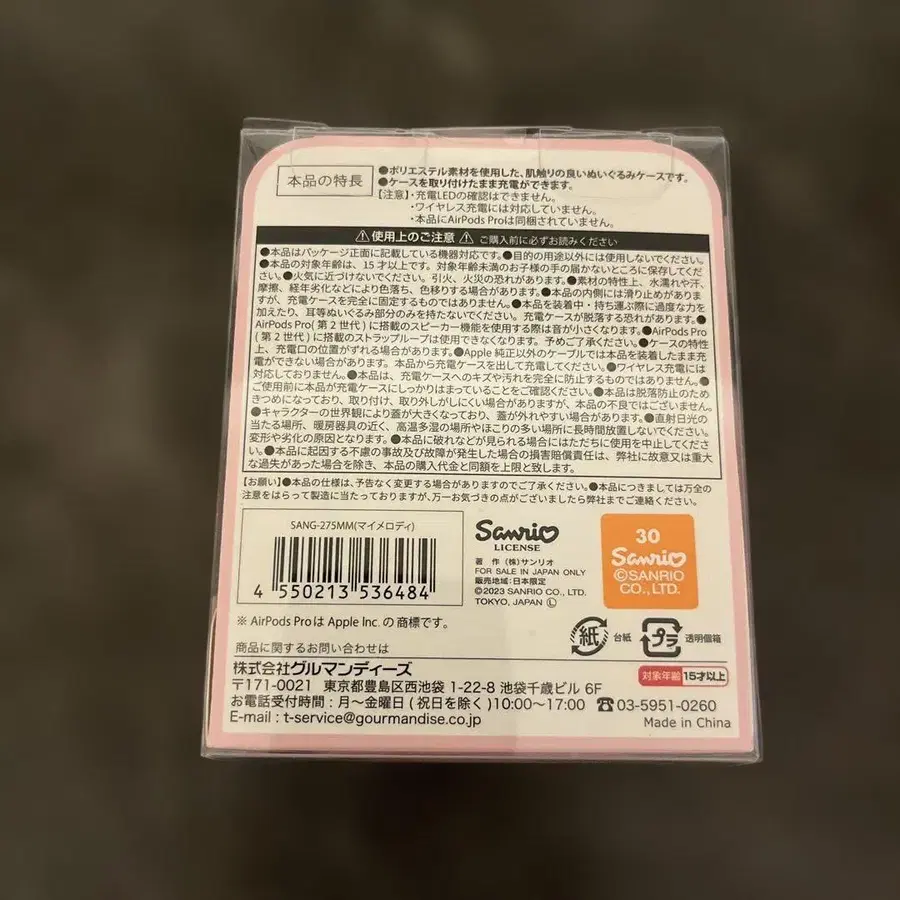 本品の特長
●ポリエステル素材を使用した、肌触りの良いぬいぐるみケースです。
●ケースを取り付けたまま充電ができます。
【注意】・充電LEDの確認はできません。
・ワイヤレス充電には対応していません。
・本品にAirPods Proは同梱されていません。
⚠使用上のご注意⚠ ご購入前に必ずお読みください
●本品はパッケージ正面に記載している機器対応です。●目的の用途以外には使用しないでください。
●本品の対象年齢は、15才以上です。対象年齢未満のお子様の手の届かないところに保存してくだ
さい。●火気に近づけないでください。引火、火災の恐れがあります。●素材の特性上、水濡れや汗、
摩擦、経年劣化などにより色落ち、色移りする場合があります。●本品の内側には滑り止めがありま
すが、充電ケースを完全に固定するものではありません。●本品を装着中・持ち運ぶ際に過度な力を
加えたり、耳等ぬいぐるみ部分のみを持たないでください。充電ケースが脱落する恐れがあります。●
AirPods Pro(第2世代)に搭載のスピーカー機能を使用する際は音が小さくなります。●AirPods Pro
(第2世代)に搭載のストラップループは使用できなくなります。予めご了承ください。●ケースの特性
上、充電口の位置がずれる場合があります。●Apple 純正以外のケーブルでは本品を装着したまま充
電ができない場合があります。本品から充電ケースを出して充電してください。●ワイヤレス充電には
対応しておりません。●本品は、充電ケースへのキズや汚れを完全に防止するものではありません。●
ご使用前に本品が充電ケースにしっかりはまっていることをご確認ください。●本品は脱落防止のため
きつめになっており、取り付け、取り外しがしにくい場合がありますが、本品の不良ではございません。
●キャラクターの世界観により蓋が大きくなっており、蓋が外れやすい場合があります。●直射日光の
当たる場所、暖房器具の近く、高温多湿の場所やほこりの多い場所に長時間放置しないでください。
変形や劣化の原因となります。●本品に破れなどが見られる場合にはただちに使用を中止してください。
●本品に起因する不慮の事故及び故障が発生した場合の損害賠償責任は、弊社に故意又は重大
な過失があった場合を除き、本品の購入代金と同額を上限と致します。
【お願い】●本品の仕様は、予告なく変更する場合がありますのでご了承ください。●本品につきましては万全の
注意をはらって製造に当たっておりますが、万一お気づきの点がございましたら弊社までご連絡ください。
SANG-275MM(マイメロディ)
4 550213 536484
Sanrio
LICENSE
著 作 (株)サンリオ
FOR SALE IN JAPAN ONLY
販売地域:日本限定
©2023 SANRIO CO., LTD.
TOKYO, JAPAN Ⓛ
30
Sanrio
©SANRIO
CO., LTD.
※ AirPods Proは Apple Inc. の商標です。
紙 台紙
プラ 透明個箱
商品に関するお問い合わせは
株式会社グルマンディーズ
対象年齢 15才以上
〒171-0021 東京都豊島区西池袋 1-22-8 池袋千歳ビル 6F
お電話受付時間:月〜金曜日(祝日を除く)10:00〜17:00 ☎03-5951-0260
E-mail : t-service@gourmandise.co.jp
Made in China